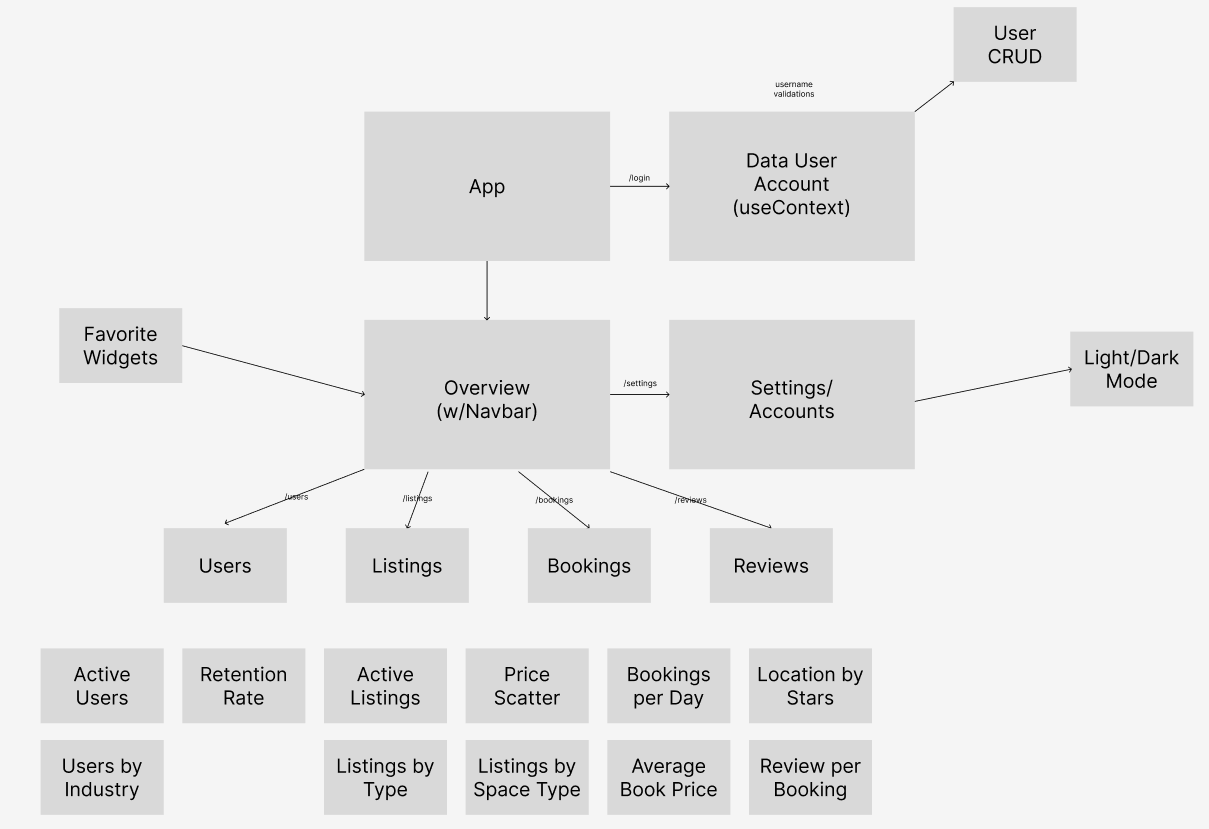 User
CRUD
username
validations
App
/login
Data User
Account
(useContext)
Favorite
Widgets
Overview
(w/Navbar)
/settings
Settings/
Accounts
Light/Dark
Mode
/users
/listings
/bookings
/reviews
Users
Listings
Bookings
Reviews
Active
Users
Retention
Rate
Active
Listings
Price
Scatter
Bookings
per Day
Location by
Stars
Users by
Industry
Listings by
Type
Listings by
Space Type
Average
Book Price
Review per
Booking